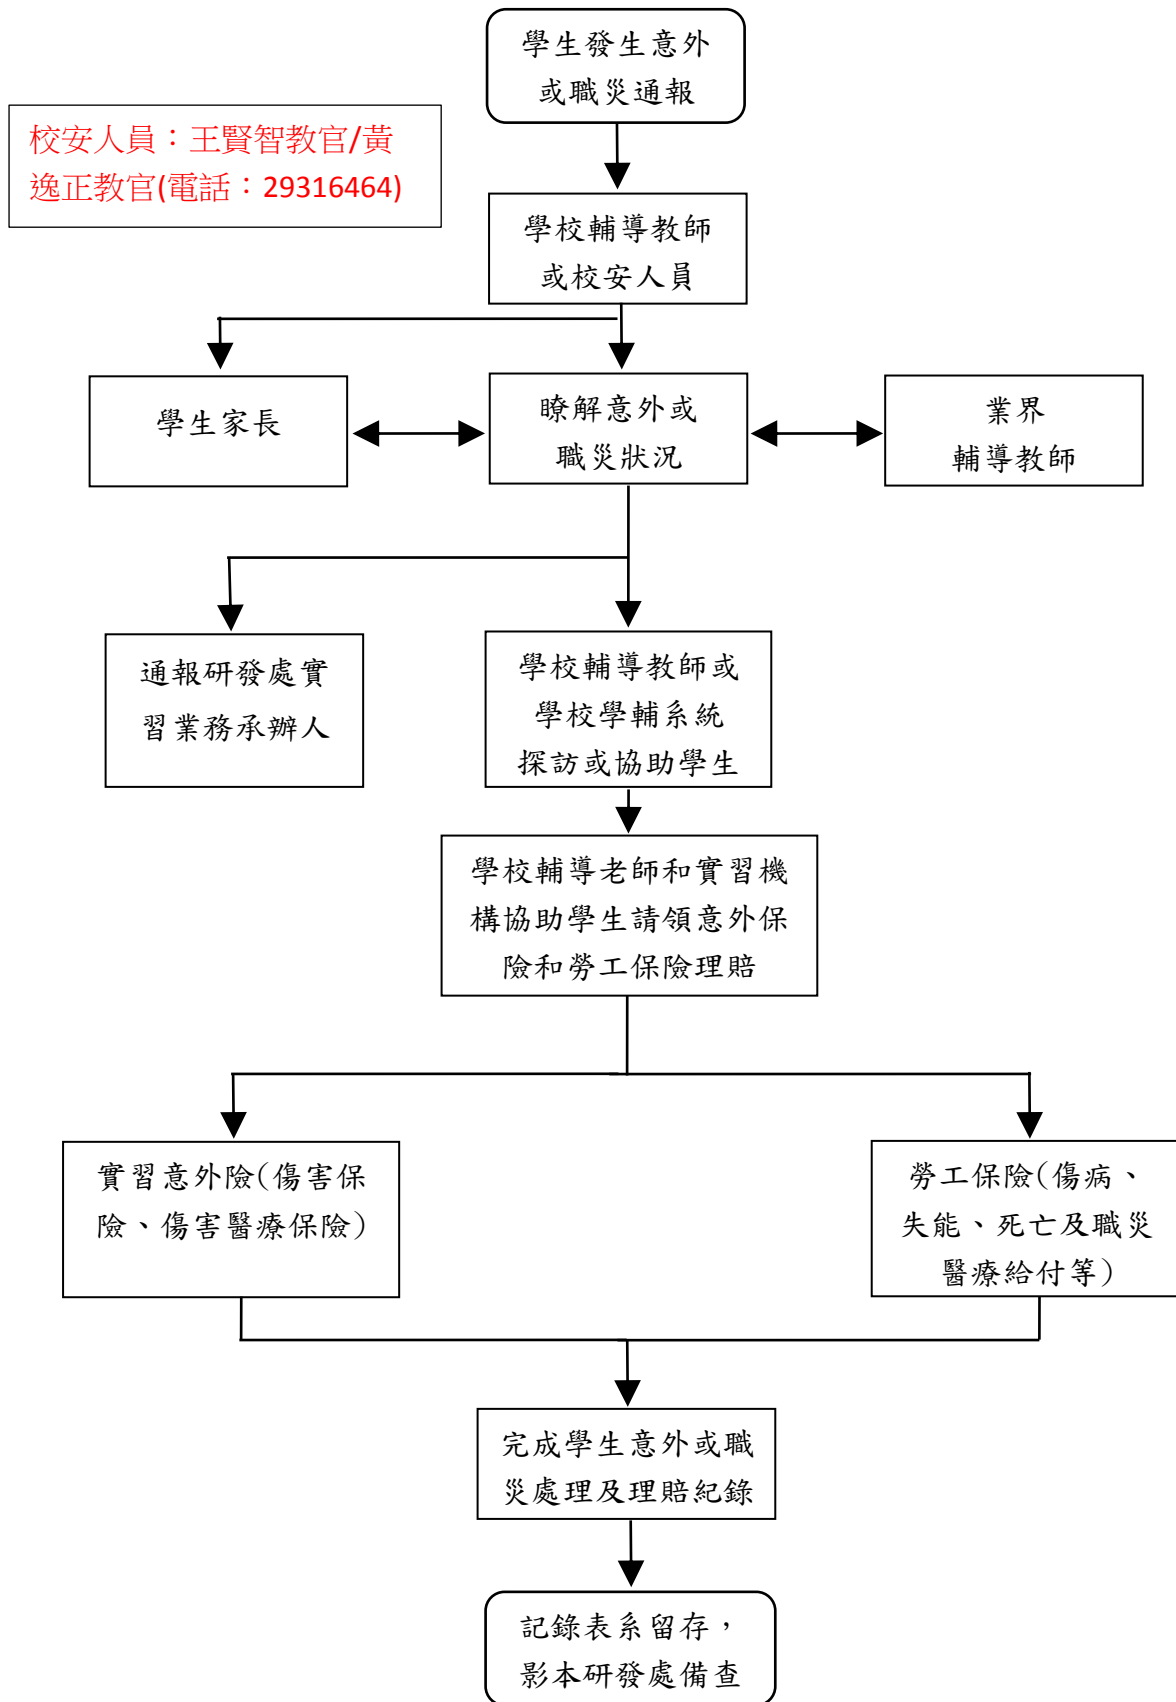 學生發生意外
或職災通報
校安人員：王賢智教官/黃
逸正教官(電話：29316464)
學校輔導教師
或校安人員
學生家長
瞭解意外或
職災狀況
業界
輔導教師
通報研發處實
習業務承辦人
學校輔導教師或
學校學輔系統
探訪或協助學生
學校輔導老師和實習機
構協助學生請領意外保
險和勞工保險理賠
實習意外險(傷害保
險、傷害醫療保險)
勞工保險(傷病、
失能、死亡及職災
醫療給付等)
完成學生意外或職
災處理及理賠紀錄
記錄表系留存，
影本研發處備查